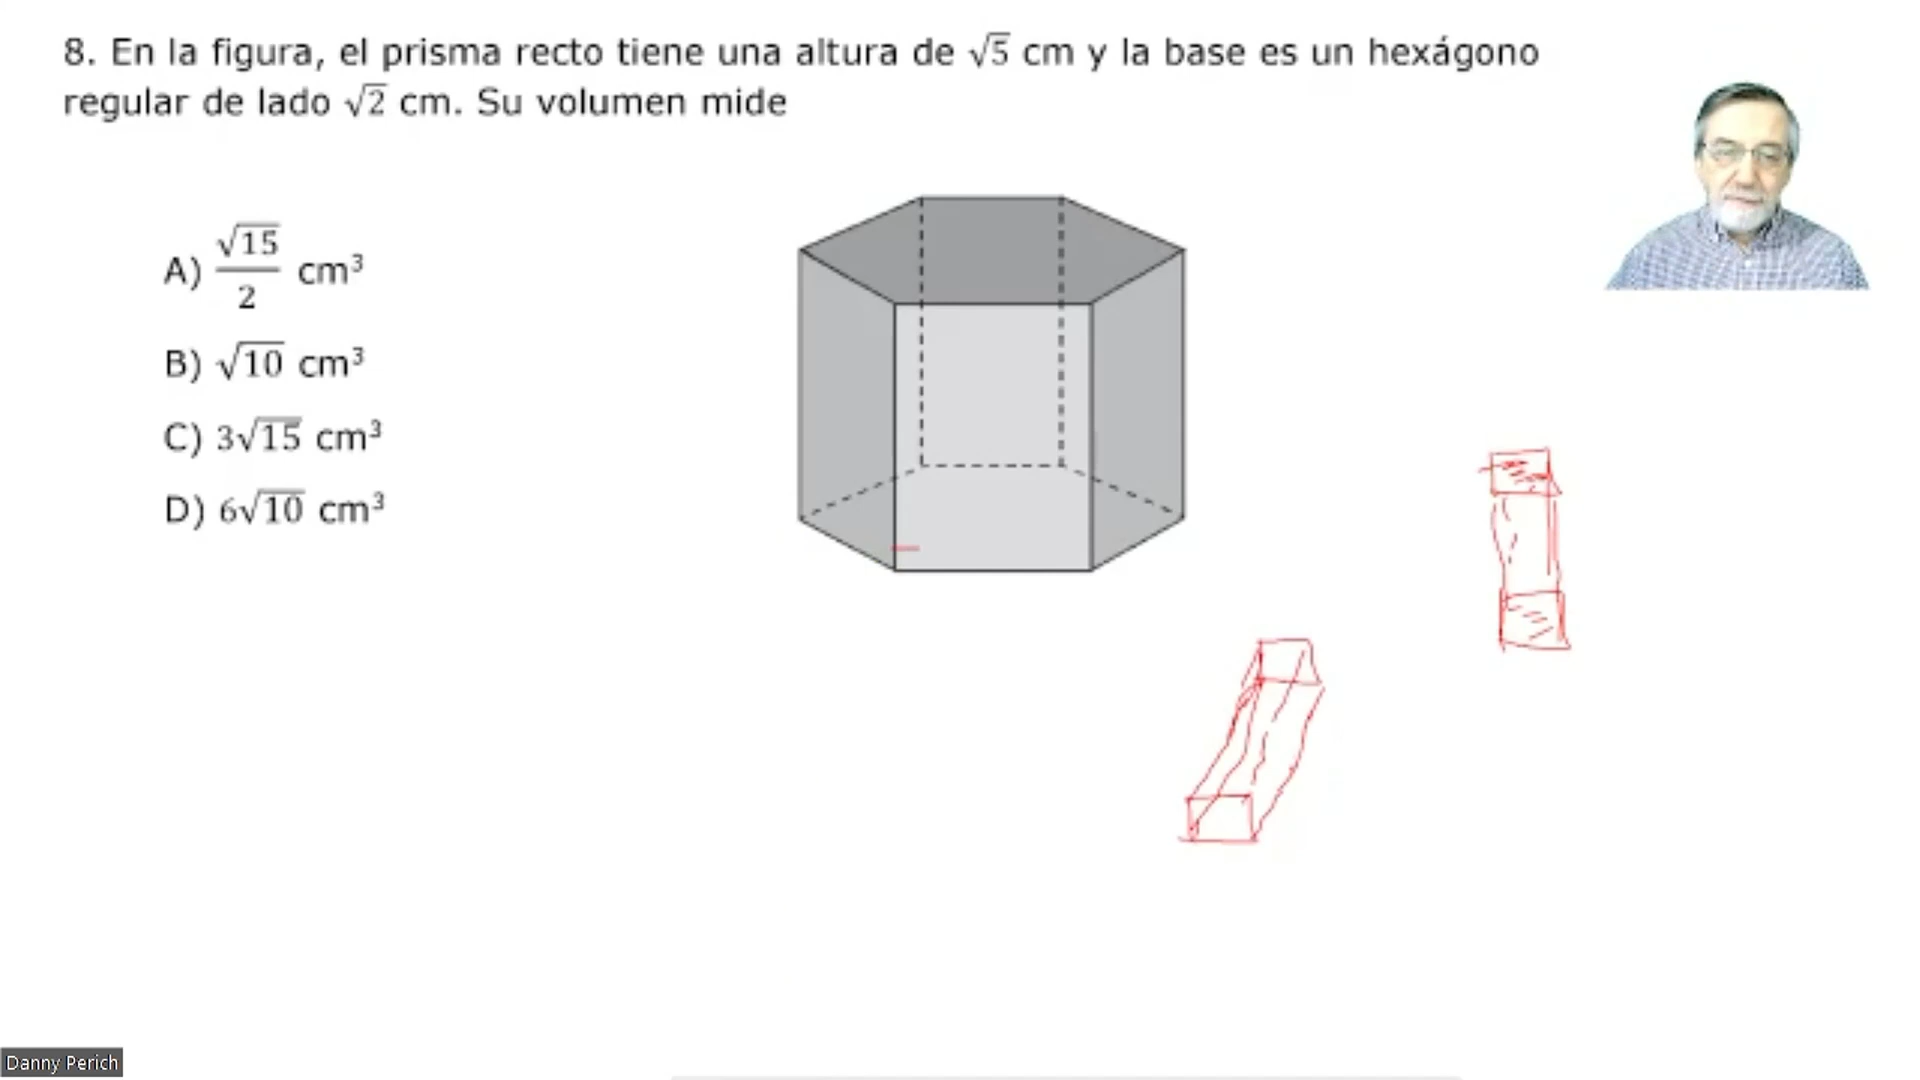 8. En la figura, el prisma recto tiene una altura de √5 cm y la base es un hexágono
regular de lado √2 cm. Su volumen mide
A) √15/2 cm³
B) √10 cm³
C) 3√15 cm³
D) 6√10 cm³
Danny Perich